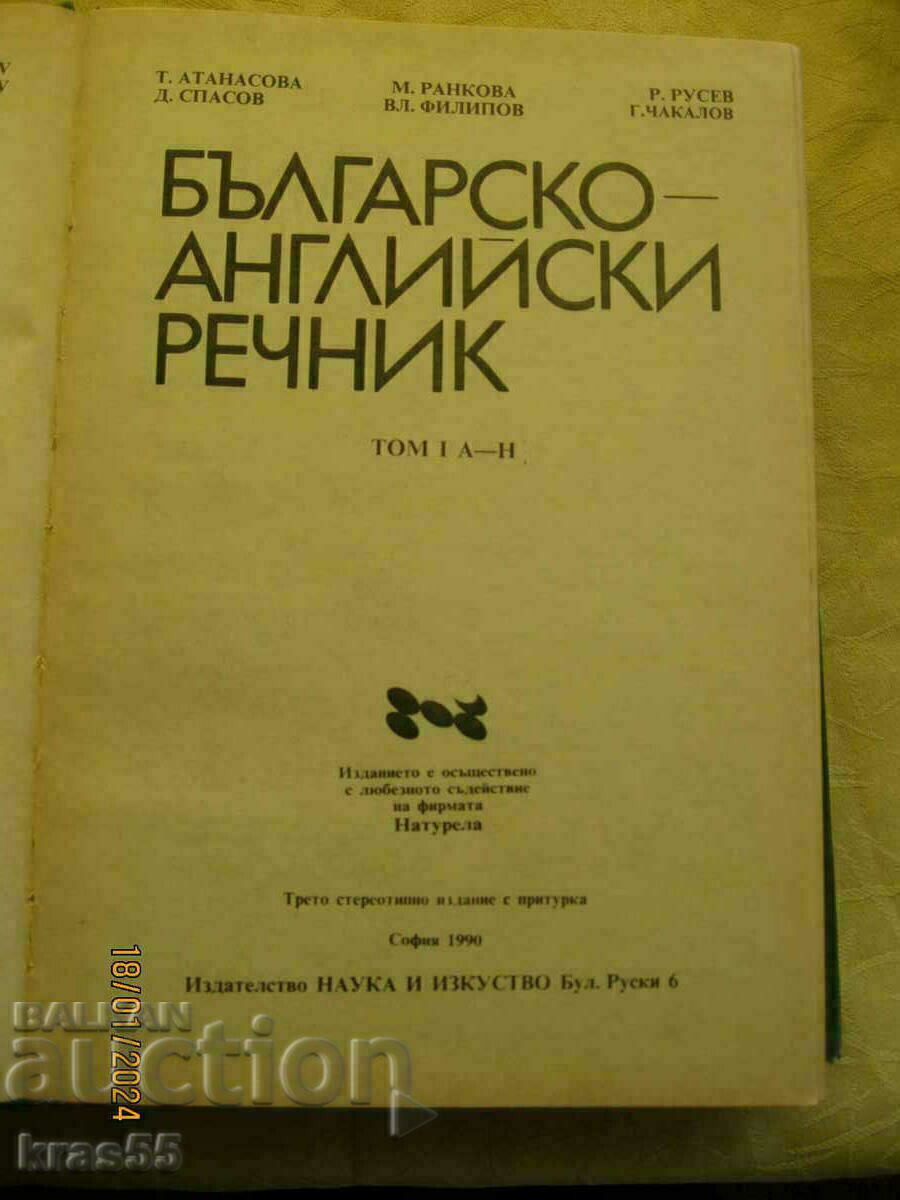 Т. АТАНАСОВА М. РАНКОВА Р. РУСЕВ
Д. СПАСОВ ВЛ. ФИЛИПОВ Г. ЧАКАЛОВ
БЪЛГАРСКО—
АНГЛИЙСКИ
РЕЧНИК
ТОМ I А—Н
Изданието е осъществено
с любезното съдействие
на фирмата
Натурела
Трето стереотипно издание с притурка
София 1990
Издателство НАУКА И ИЗКУСТВО Бул. Руски 6
18/01/2024
BALKAN
auction
kras55